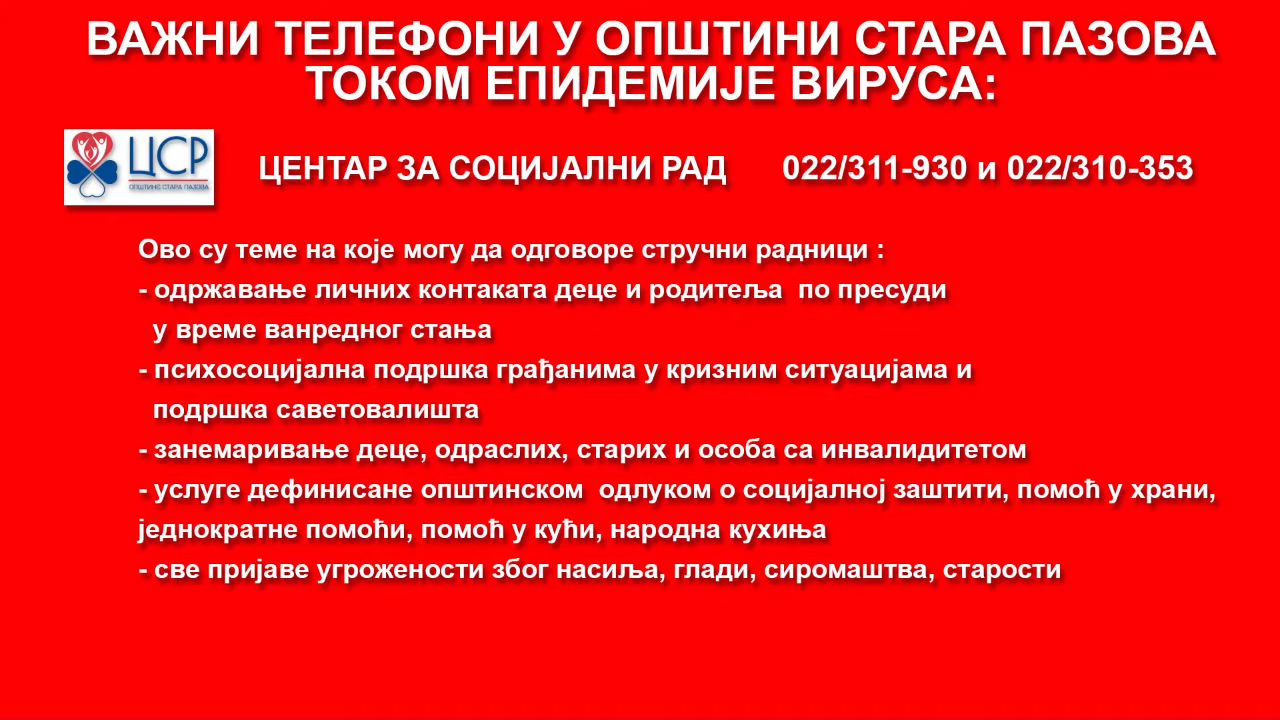 ВАЖНИ ТЕЛЕФОНИ У ОПШТИНИ СТАРА ПАЗОВА
ТОКОМ ЕПИДЕМИЈЕ ВИРУСА:
ЦСР
ОПШТИНЕ СТАРА ПАЗОВА
ЦЕНТАР ЗА СОЦИЈАЛНИ РАД 022/311-930 и 022/310-353
Ово су теме на које могу да одговоре стручни радници :
- одржавање личних контаката деце и родитеља по пресуди
у време ванредног стања
- психосоцијална подршка грађанима у кризним ситуацијама и
подршка саветовалишта
- занемаривање деце, одраслих, старих и особа са инвалидитетом
- услуге дефинисане општинском одлуком о социјалној заштити, помоћ у храни,
једнократне помоћи, помоћ у кући, народна кухиња
- све пријаве угрожености због насиља, глади, сиромаштва, старости